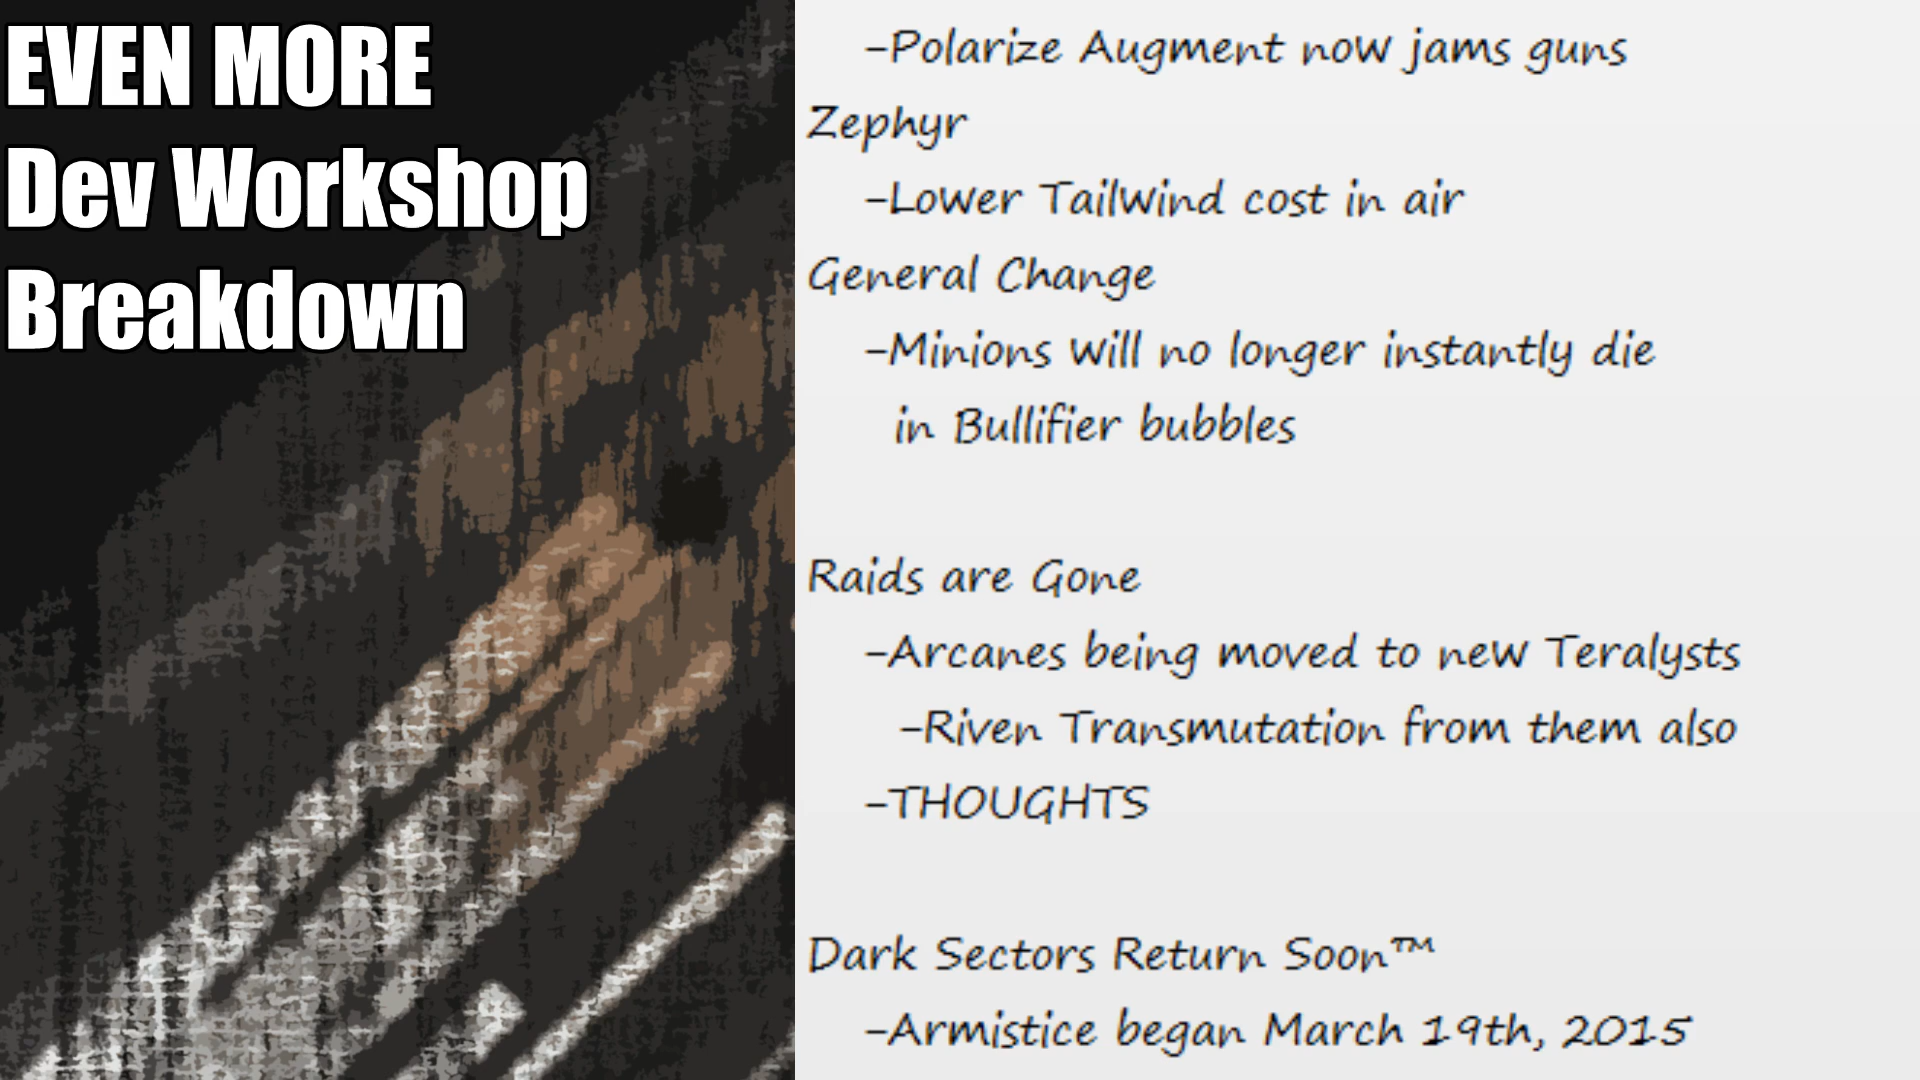 EVEN MORE
Dev Workshop
Breakdown
-Polarize Augment now jams guns
Zephyr
-Lower TailWind cost in air
General Change
-Minions will no longer instantly die
in Bullifier bubbles
Raids are Gone
-Arcanes being moved to new Teralysts
-Riven Transmutation from them also
-THOUGHTS
Dark Sectors Return Soon™
-Armistice began March 19th, 2015